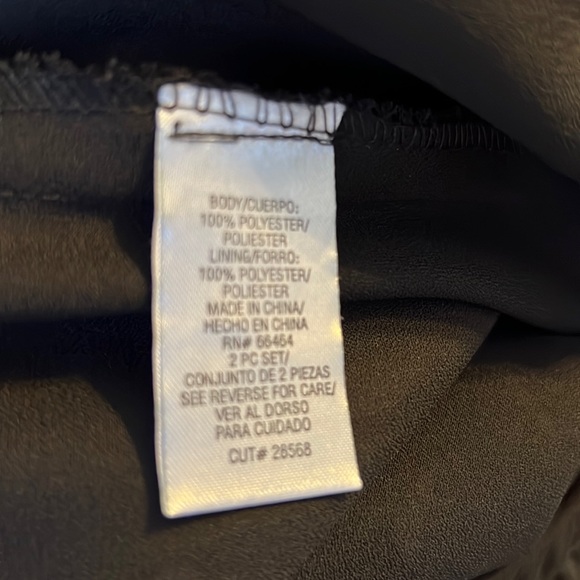 BODY/CUERPO:
100% POLYESTER/
POLIESTER
LINING/FORRO:
100% POLYESTER/
POLIESTER
MADE IN CHINA/
HECHO EN CHINA
RN# 66464
2 PC SET/
CONJUNTO DE 2 PIEZAS
SEE REVERSE FOR CARE/
VER AL DORSO
PARA CUIDADO
CUT# 28568